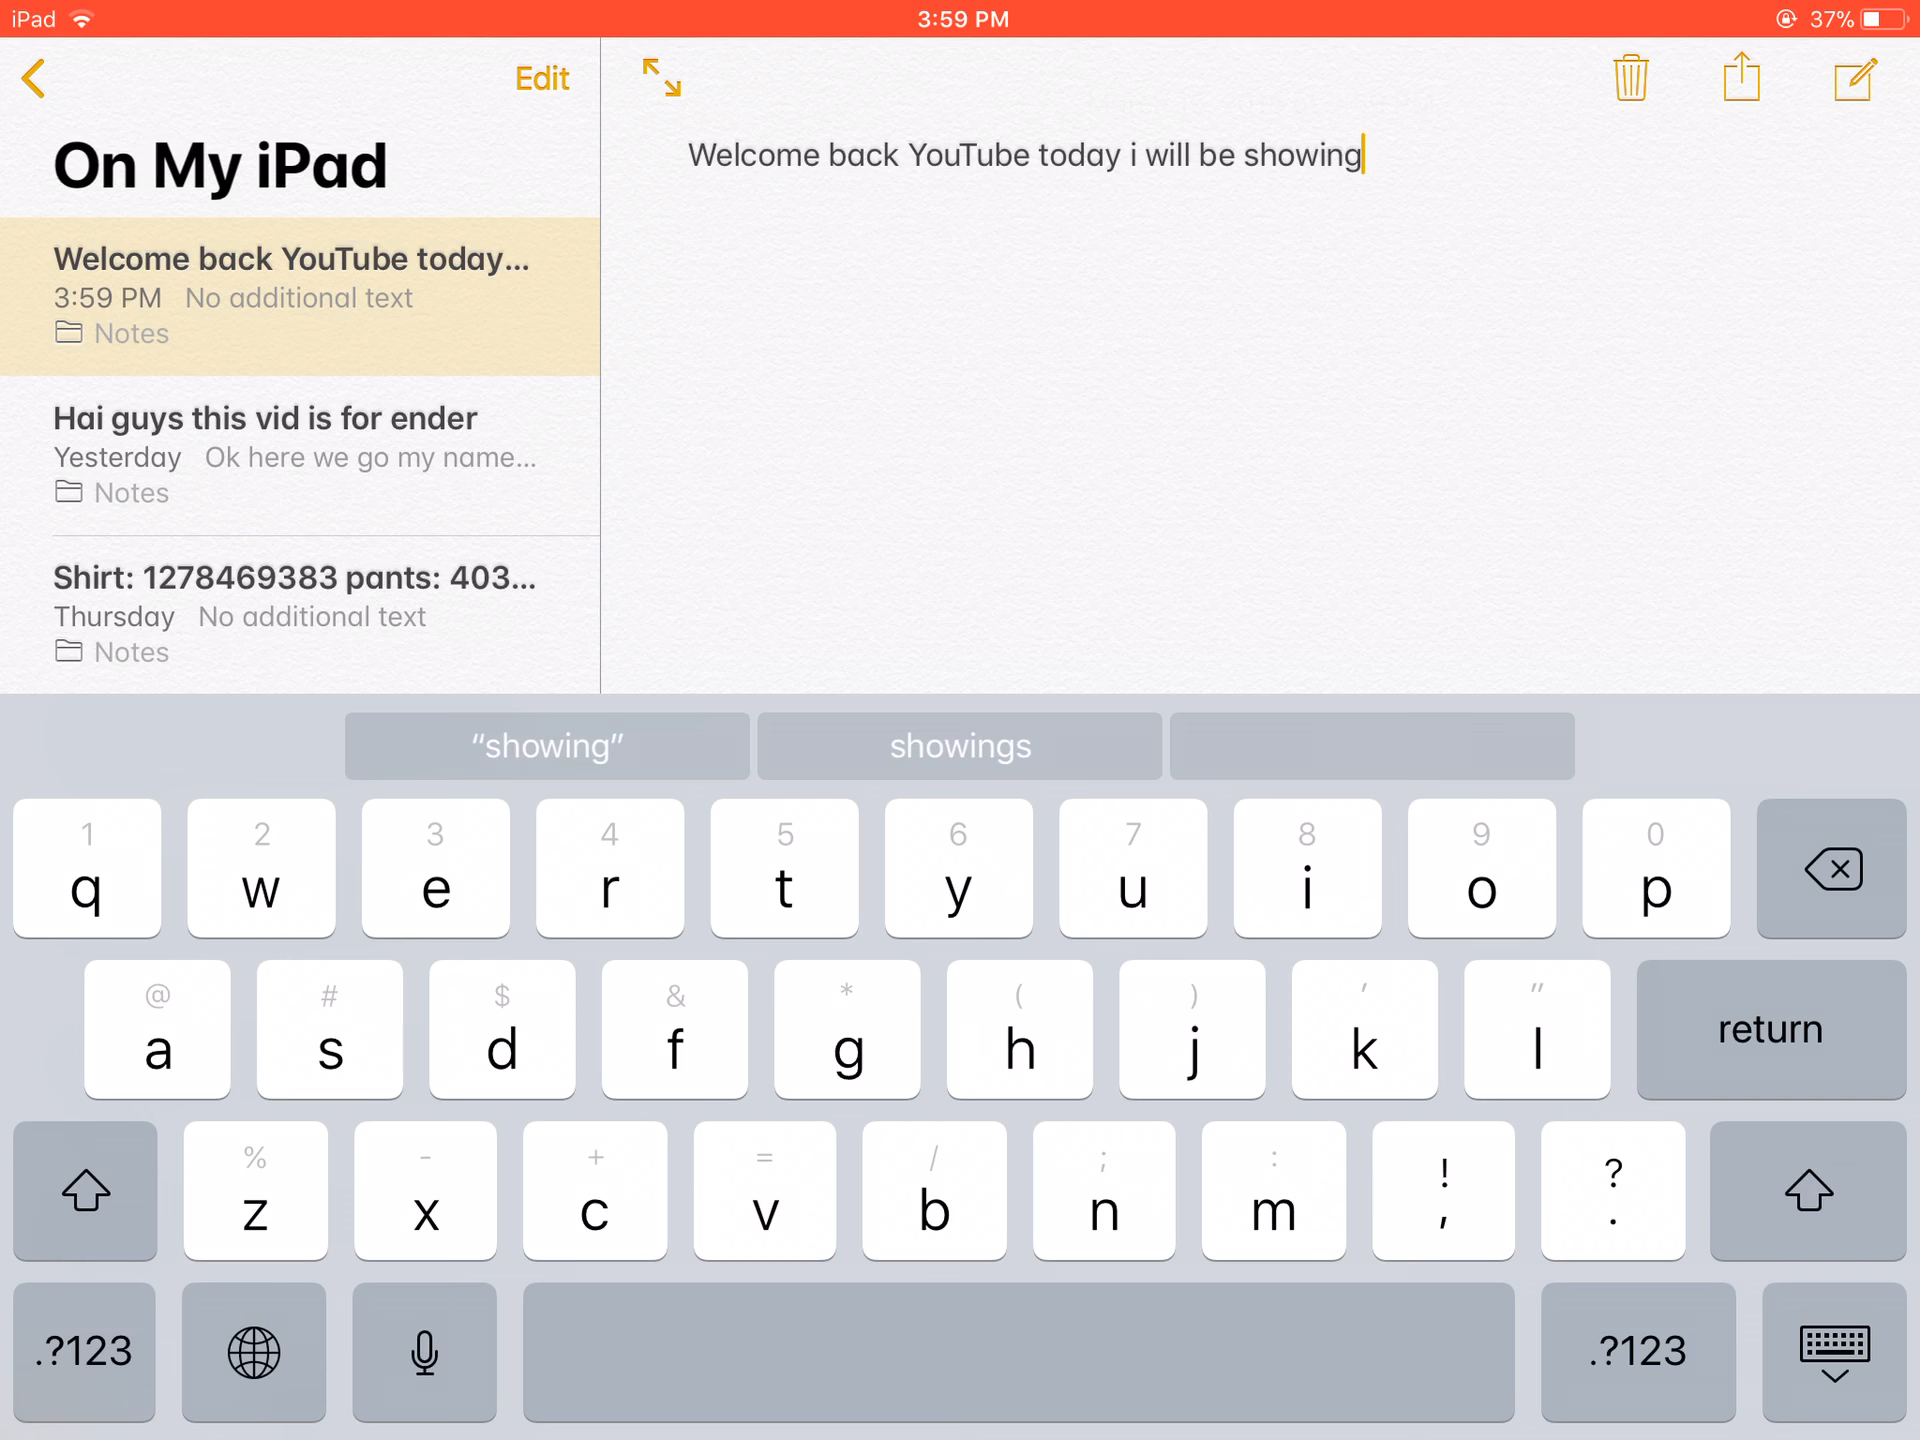 iPad 3:59 PM 37%
Edit
On My iPad
Welcome back YouTube today...
3:59 PM No additional text
Notes
Hai guys this vid is for ender
Yesterday Ok here we go my name...
Notes
Shirt: 1278469383 pants: 403...
Thursday No additional text
Notes
Welcome back YouTube today i will be showing
“showing” showings
1 2 3 4 5 6 7 8 9 0
q w e r t y u i o p
@ # $ & * ( ) ' "
a s d f g h j k l return
% - + = / ; : ! ?
z x c v b n m , .
.?123 .?123